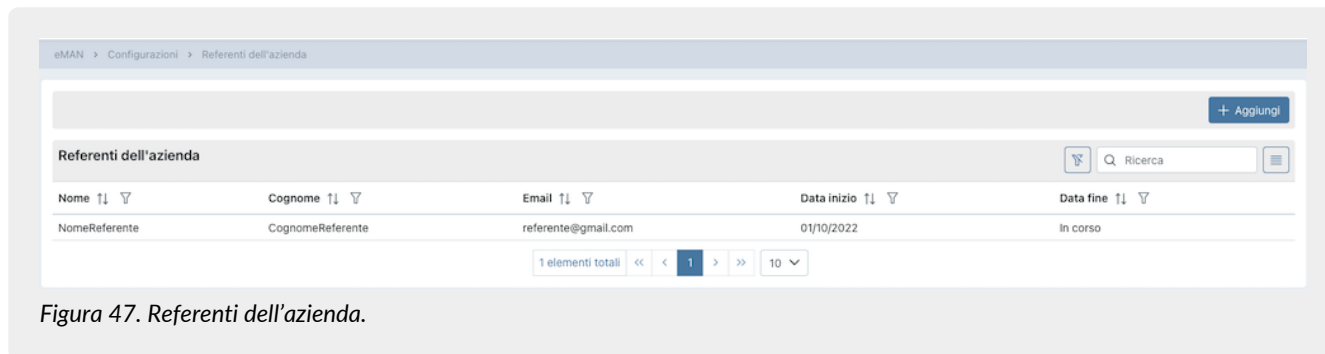 eMAN > Configurazioni > Referenti dell'azienda
+ Aggiungi
Referenti dell'azienda
Ricerca
Nome Cognome Email Data inizio Data fine
NomeReferente CognomeReferente referente@gmail.com 01/10/2022 In corso
1 elementi totali << < 1 > >> 10
Figura 47. Referenti dell’azienda.